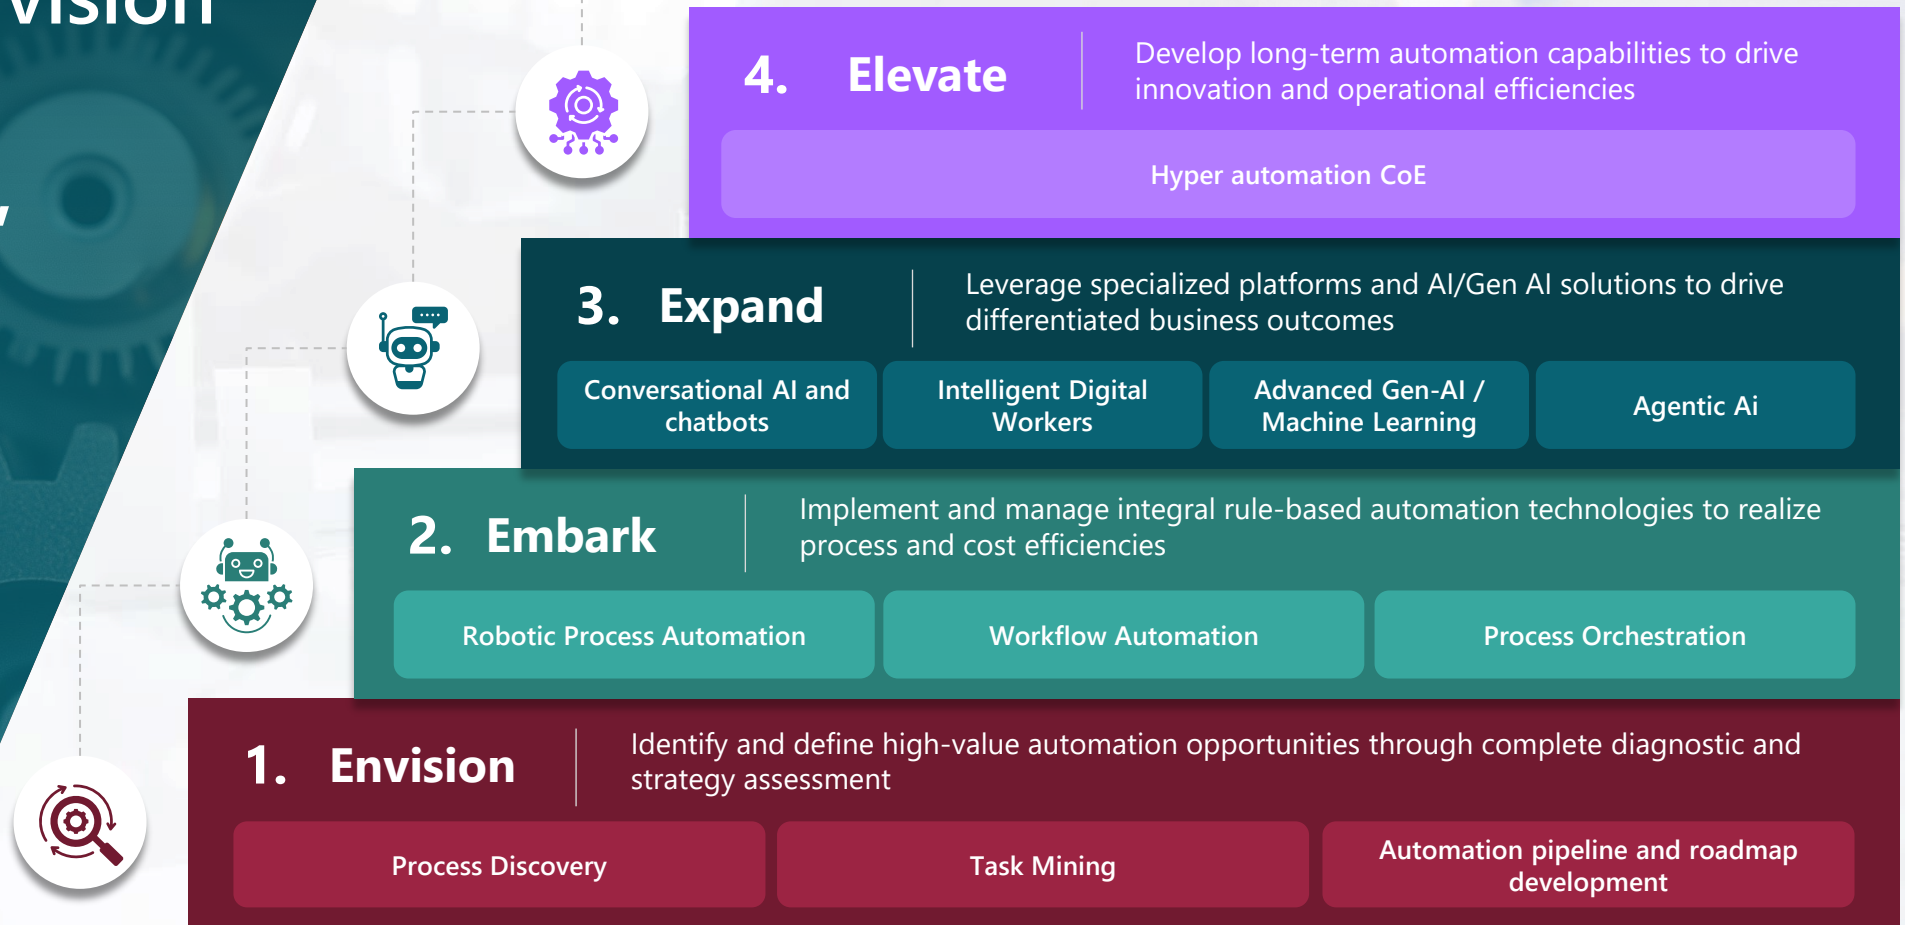 vision
4. Elevate
Develop long-term automation capabilities to drive
innovation and operational efficiencies
Hyper automation CoE
3. Expand
Leverage specialized platforms and AI/Gen AI solutions to drive
differentiated business outcomes
Conversational AI and
chatbots
Intelligent Digital
Workers
Advanced Gen-AI /
Machine Learning
Agentic Ai
2. Embark
Implement and manage integral rule-based automation technologies to realize
process and cost efficiencies
Robotic Process Automation
Workflow Automation
Process Orchestration
1. Envision
Identify and define high-value automation opportunities through complete diagnostic and
strategy assessment
Process Discovery
Task Mining
Automation pipeline and roadmap
development